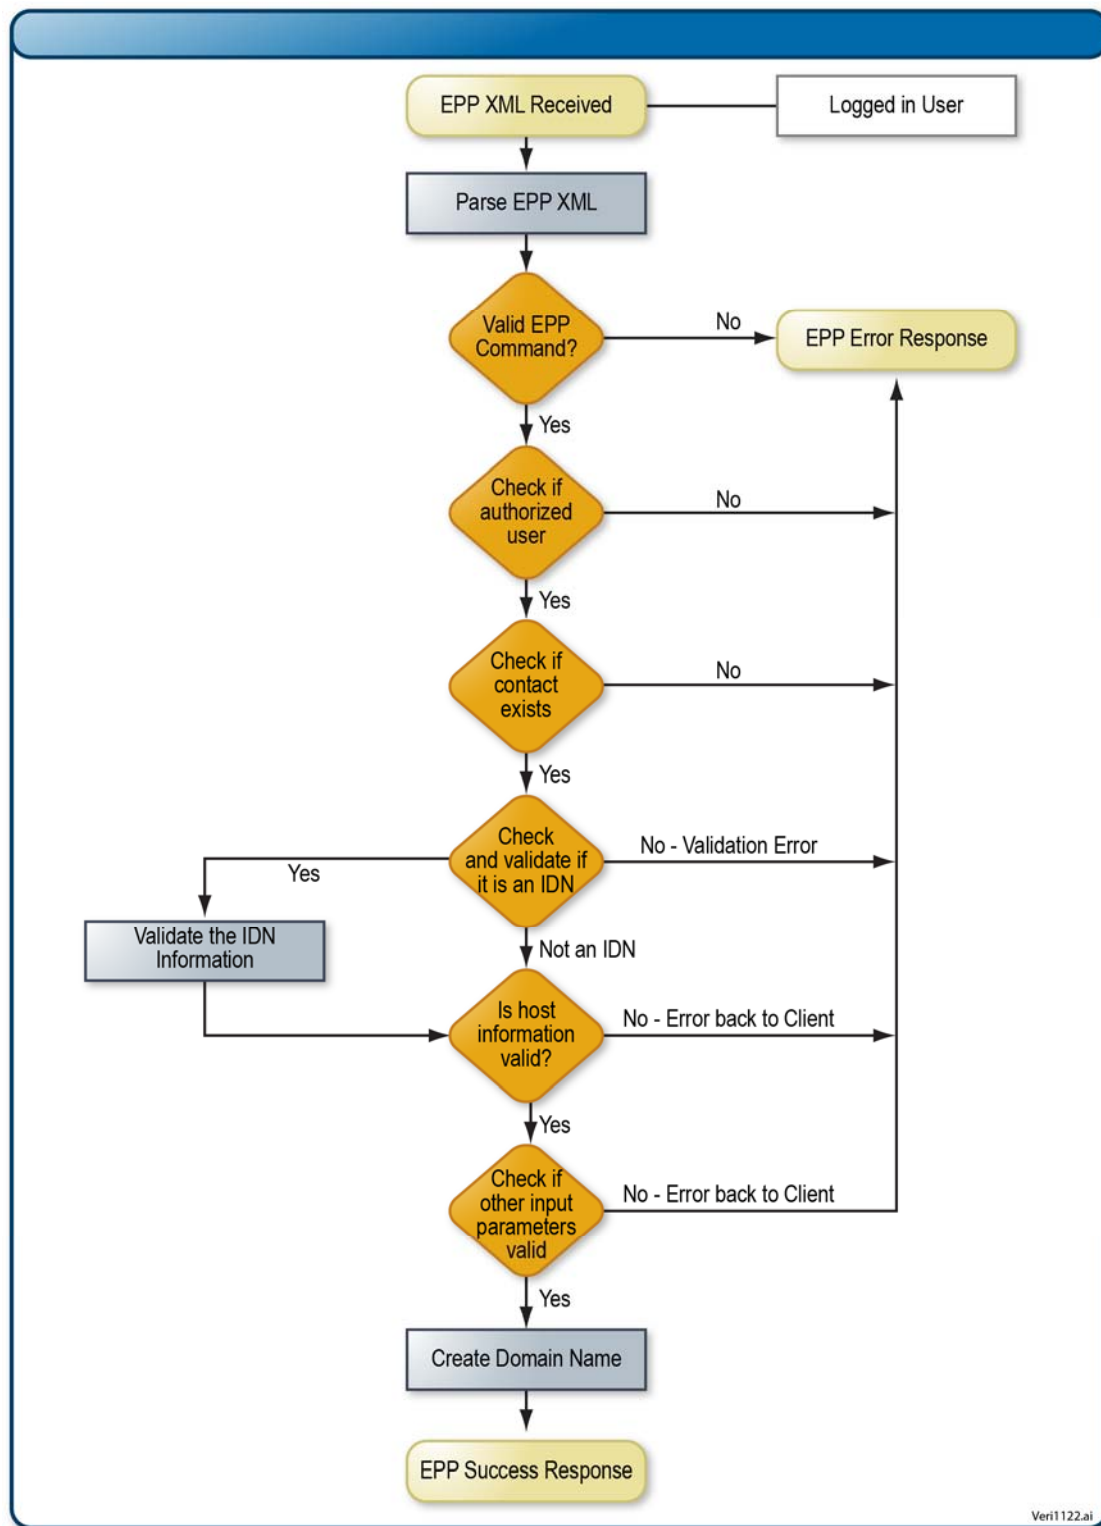 EPP XML Received
Logged in User
Parse EPP XML
Valid EPP
Command?
No
EPP Error Response
Yes
Check if
authorized
user
No
Yes
Check if
contact
exists
No
Yes
Check
and validate if
it is an IDN
No - Validation Error
Yes
Validate the IDN
Information
Not an IDN
Is host
information
valid?
No - Error back to Client
Yes
Check if
other input
parameters
valid
No - Error back to Client
Yes
Create Domain Name
EPP Success Response
Veri1122.ai